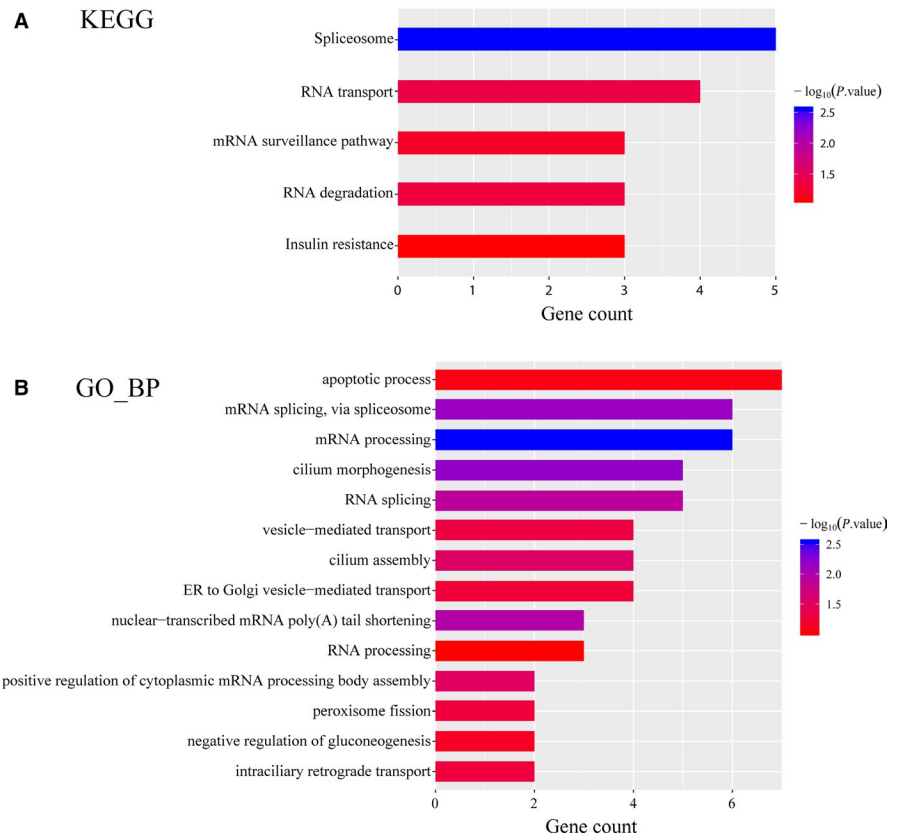 A KEGG
Spliceosome
RNA transport
mRNA surveillance pathway
RNA degradation
Insulin resistance
0 1 2 3 4 5
Gene count
− log10(P.value)
2.5
2.0
1.5
B GO_BP
apoptotic process
mRNA splicing, via spliceosome
mRNA processing
cilium morphogenesis
RNA splicing
vesicle−mediated transport
cilium assembly
ER to Golgi vesicle−mediated transport
nuclear−transcribed mRNA poly(A) tail shortening
RNA processing
positive regulation of cytoplasmic mRNA processing body assembly
peroxisome fission
negative regulation of gluconeogenesis
intraciliary retrograde transport
0 2 4 6
Gene count
− log10(P.value)
2.5
2.0
1.5